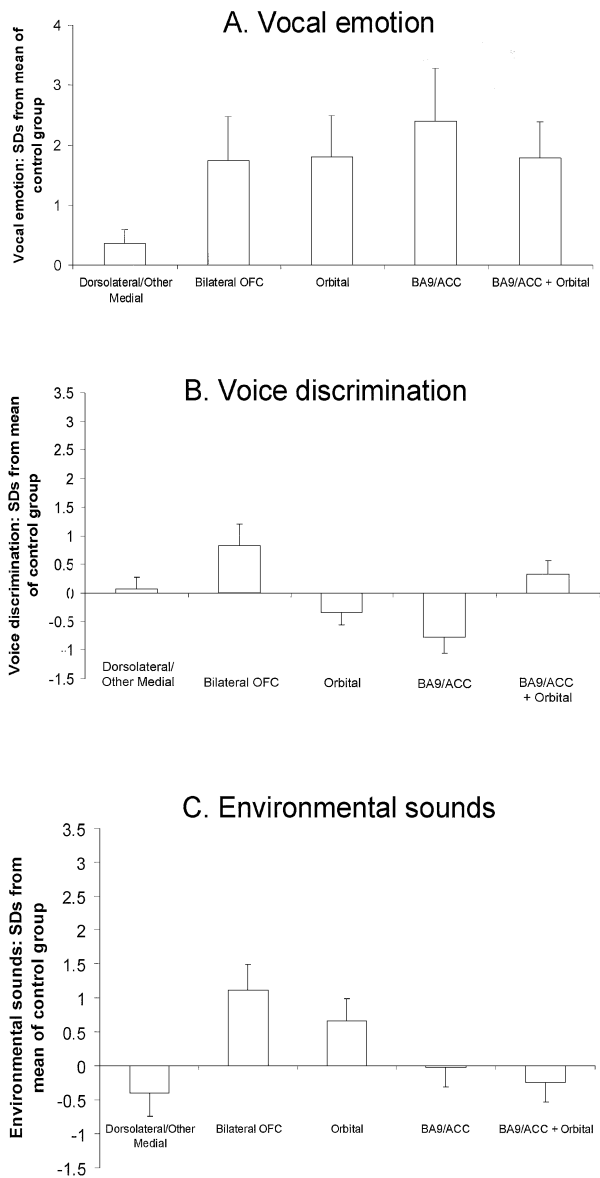 A. Vocal emotion
Vocal emotion: SDs from mean of
control group
4
3
2
1
0
Dorsolateral/Other
Medial
Bilateral OFC
Orbital
BA9/ACC
BA9/ACC + Orbital
B. Voice discrimination
Voice discrimination: SDs from mean
of control group
3.5
3
2.5
2
1.5
1
0.5
0
-0.5
-1
-1.5
Dorsolateral/
Other Medial
Bilateral OFC
Orbital
BA9/ACC
BA9/ACC
+ Orbital
C. Environmental sounds
Environmental sounds: SDs from
mean of control group
3.5
3
2.5
2
1.5
1
0.5
0
-0.5
-1
-1.5
Dorsolateral/Other
Medial
Bilateral OFC
Orbital
BA9/ACC
BA9/ACC + Orbital